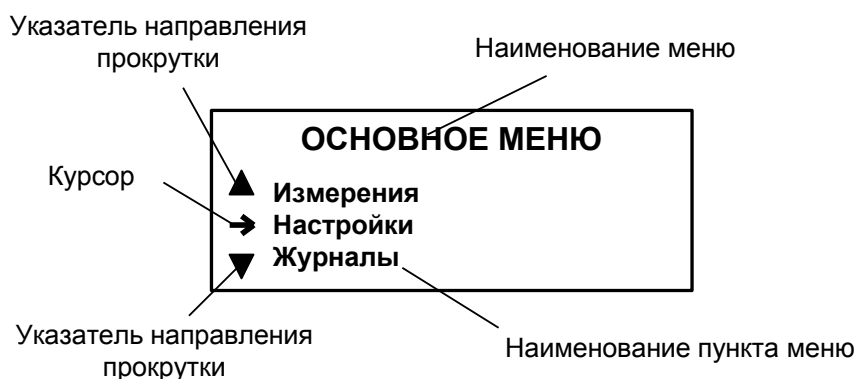 Указатель направления
прокрутки
Наименование меню
ОСНОВНОЕ МЕНЮ
Курсор
Измерения
Настройки
Журналы
Указатель направления
прокрутки
Наименование пункта меню